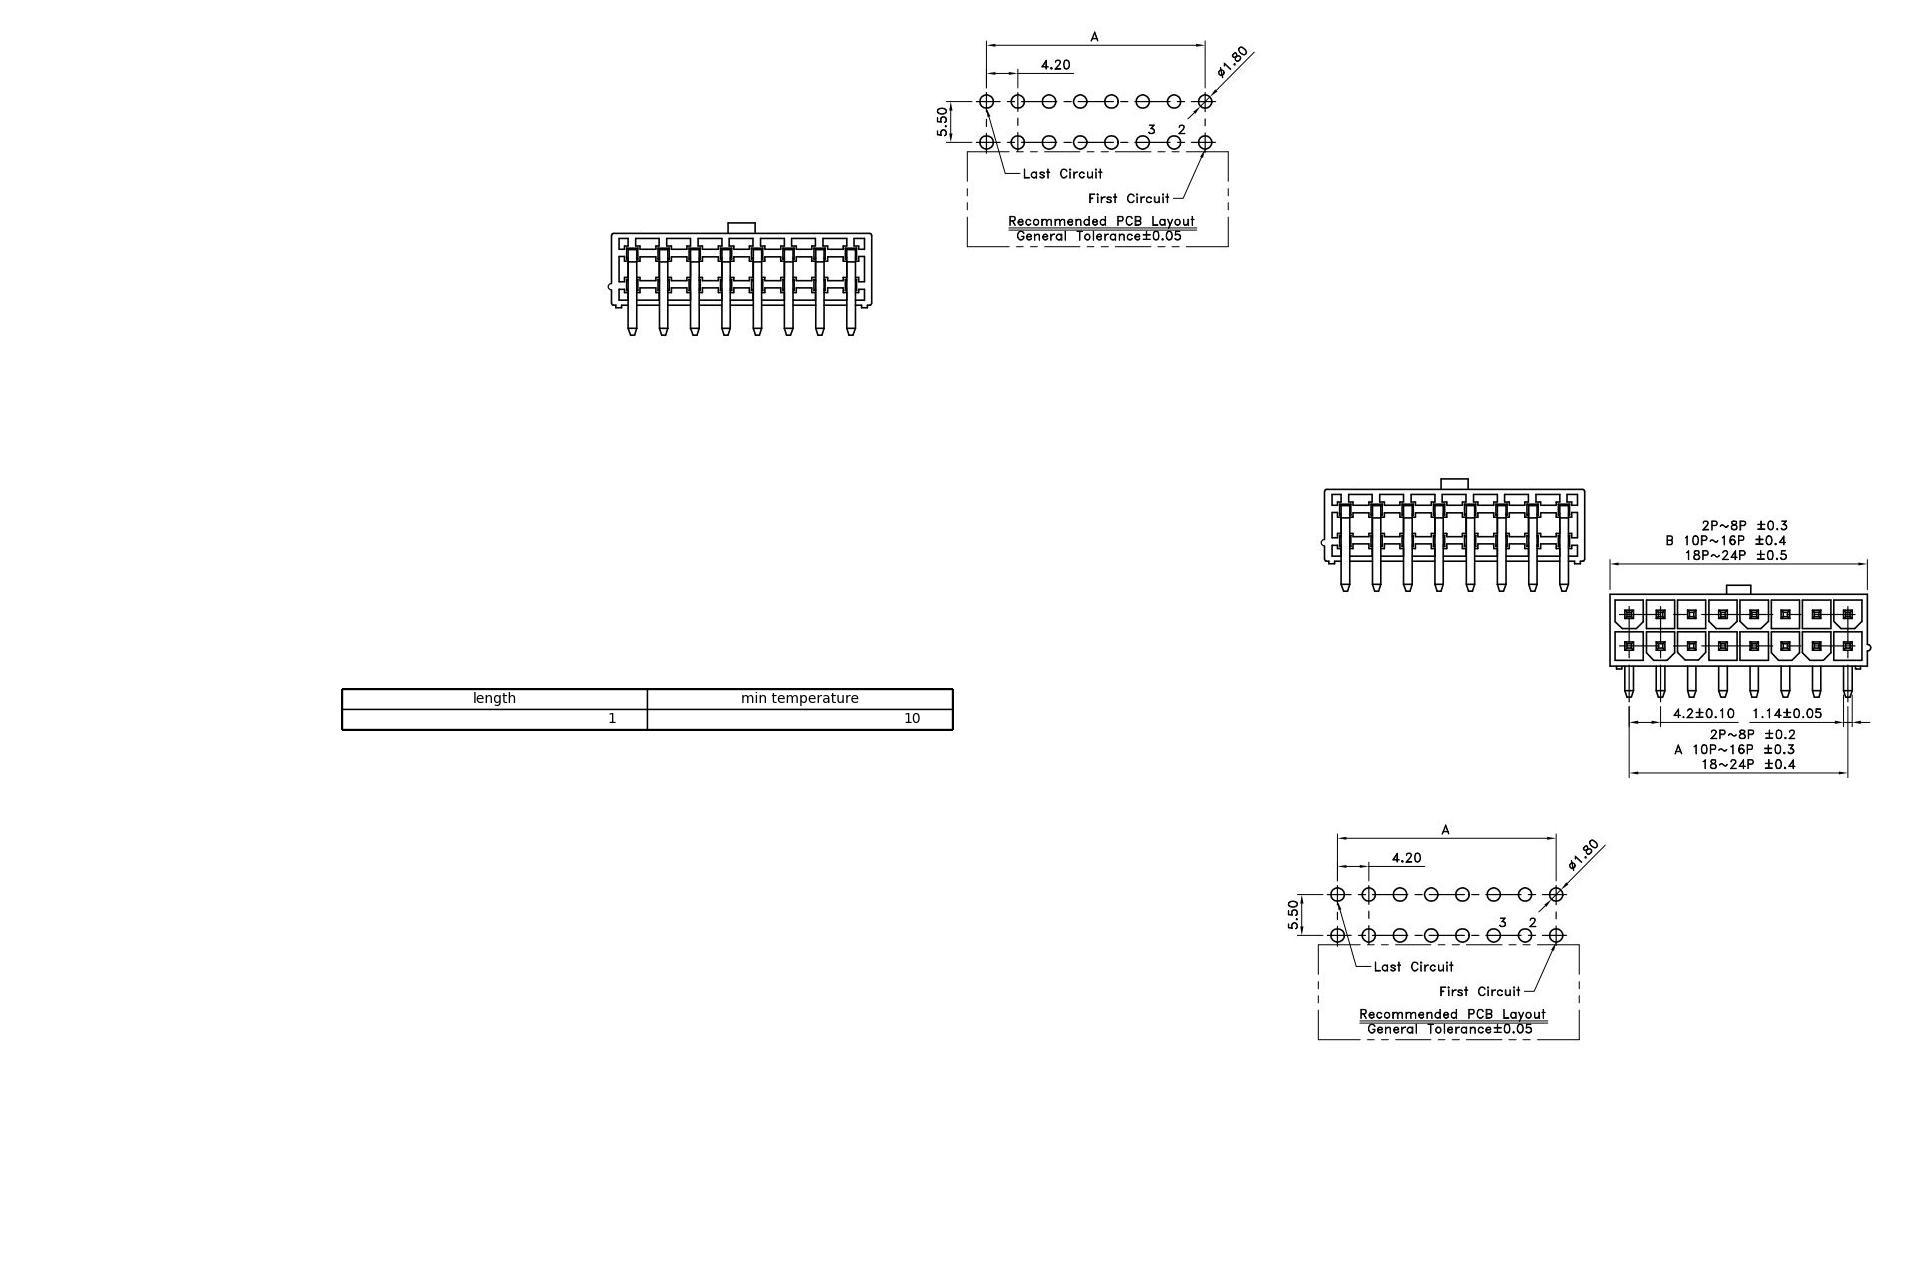 A
4.20
ø1.80
5.50
3 2
Last Circuit
First Circuit
Recommended PCB Layout
General Tolerance±0.05
2P~8P ±0.3
B 10P~16P ±0.4
18P~24P ±0.5
4.2±0.10 1.14±0.05
2P~8P ±0.2
A 10P~16P ±0.3
18~24P ±0.4
length min temperature
1 10
A
4.20
ø1.80
5.50
3 2
Last Circuit
First Circuit
Recommended PCB Layout
General Tolerance±0.05